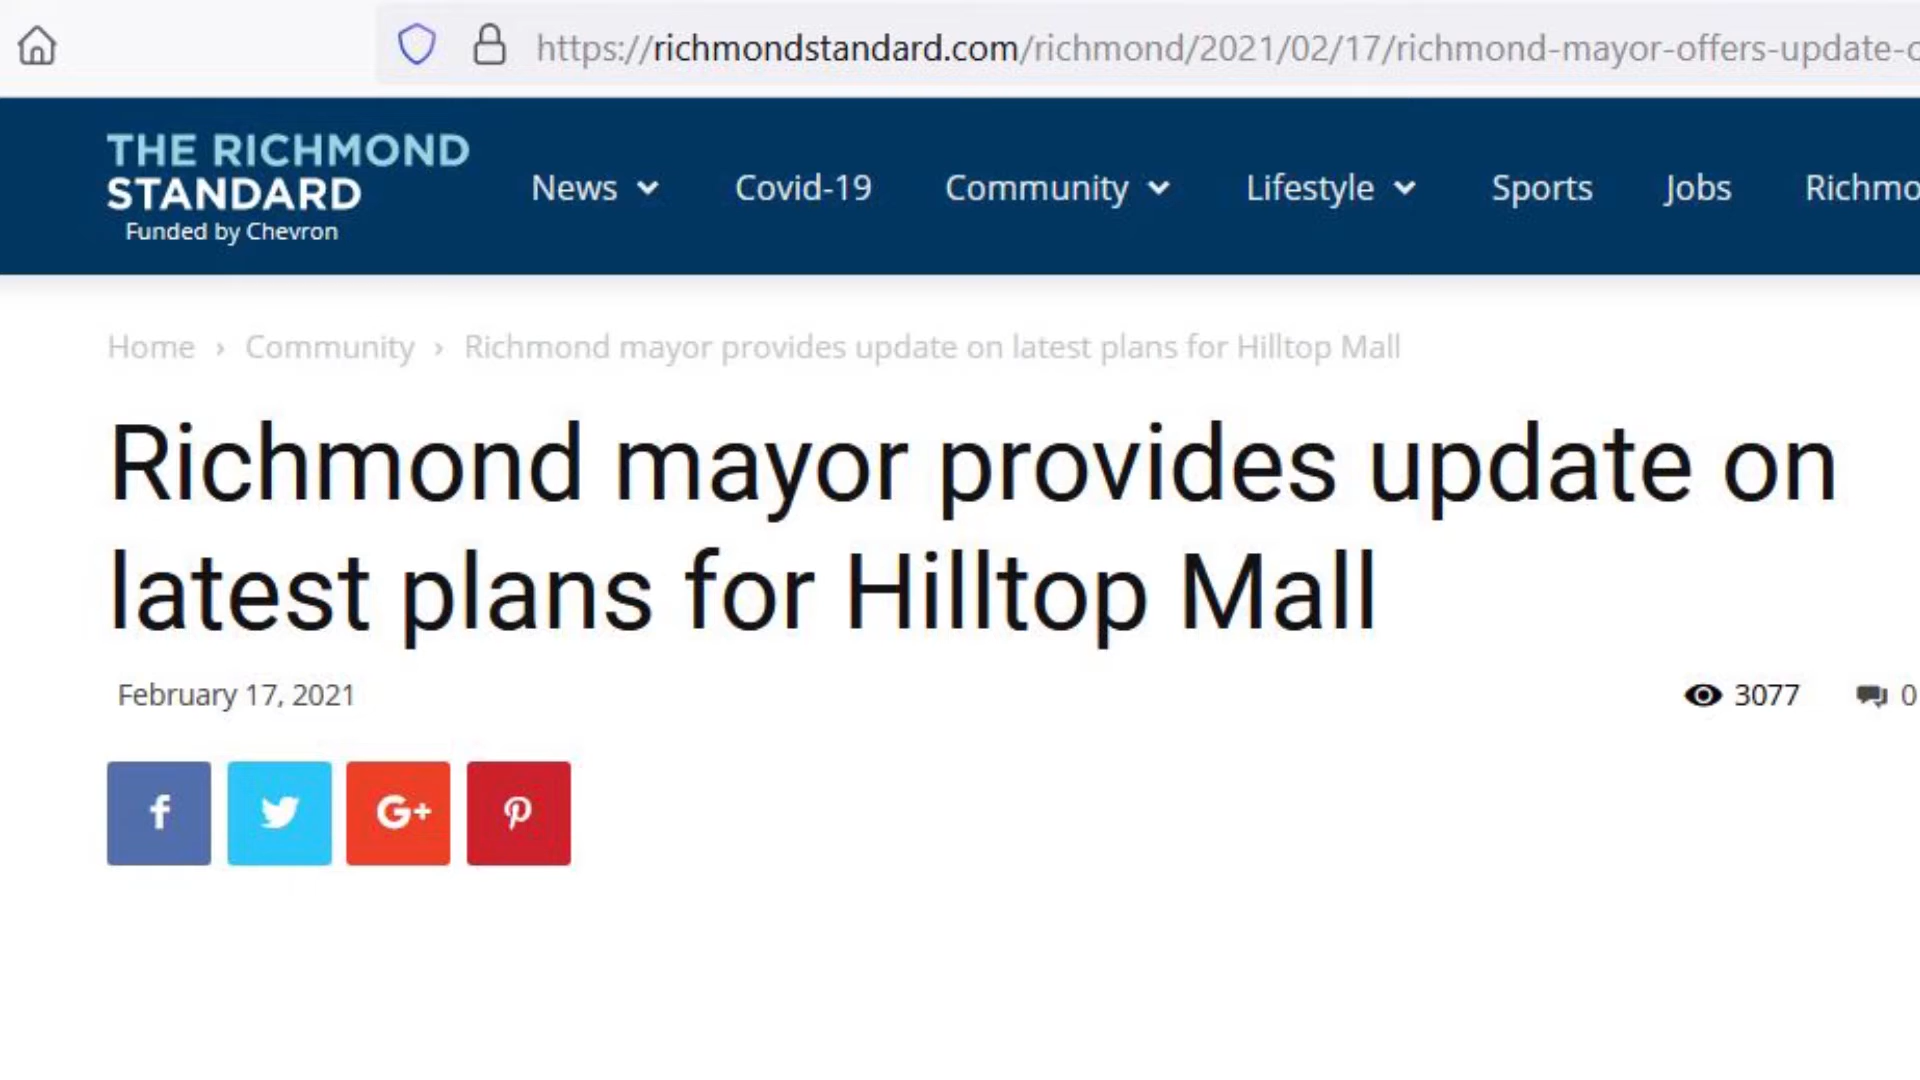 https://richmondstandard.com/richmond/2021/02/17/richmond-mayor-offers-update-
THE RICHMOND
STANDARD
Funded by Chevron
News
Covid-19
Community
Lifestyle
Sports
Jobs
Richmo
Home › Community › Richmond mayor provides update on latest plans for Hilltop Mall
Richmond mayor provides update on
latest plans for Hilltop Mall
February 17, 2021
3077
0
f
G+